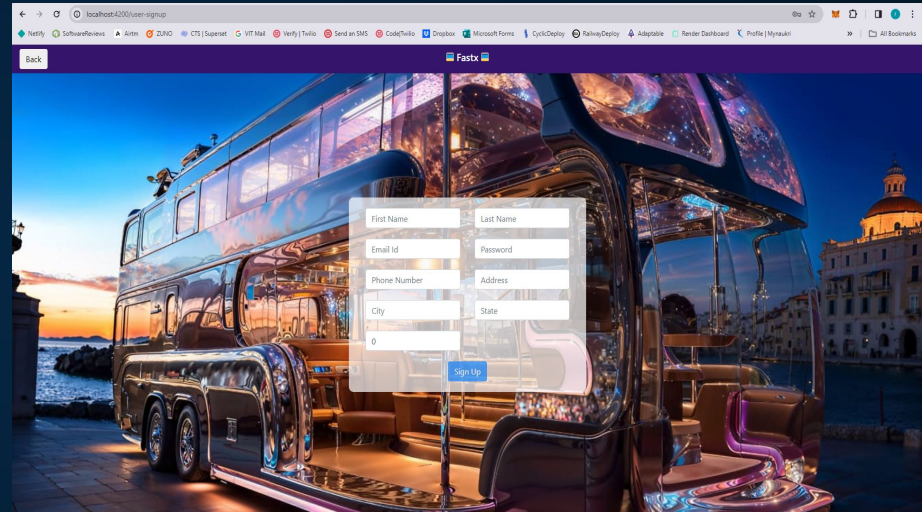 localhost:4200/user-signup
Netlify SoftwareReviews Airtm ZUNO CTS | Superset VIT Mail Verify | Twilio Send an SMS Code|Twilio Dropbox Microsoft Forms CyclicDeploy RailwayDeploy Adaptable Render Dashboard Profile | Mynaukri » All Bookmarks
Back Fastx
First Name Last Name
Email Id Password
Phone Number Address
City State
0
Sign Up